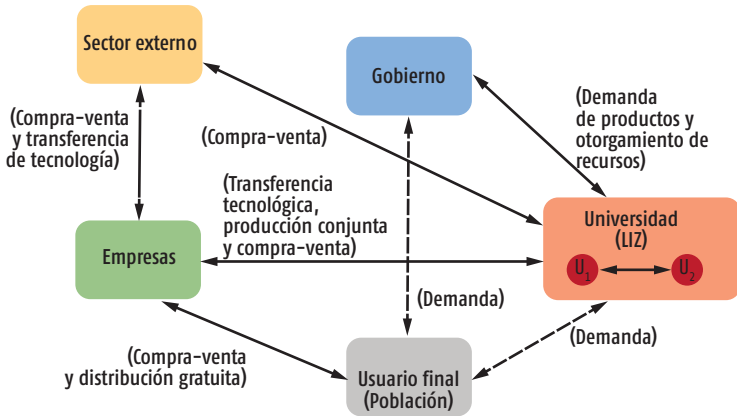 Sector externo
Gobierno
(Compra-venta
y transferencia
de tecnología)
(Compra-venta)
(Demanda
de productos y
otorgamiento de
recursos)
(Transferencia
tecnológica,
producción conjunta
y compra-venta)
Empresas
Universidad
(LIZ)
U1
U2
(Demanda)
(Demanda)
(Compra-venta
y distribución gratuita)
Usuario final
(Población)